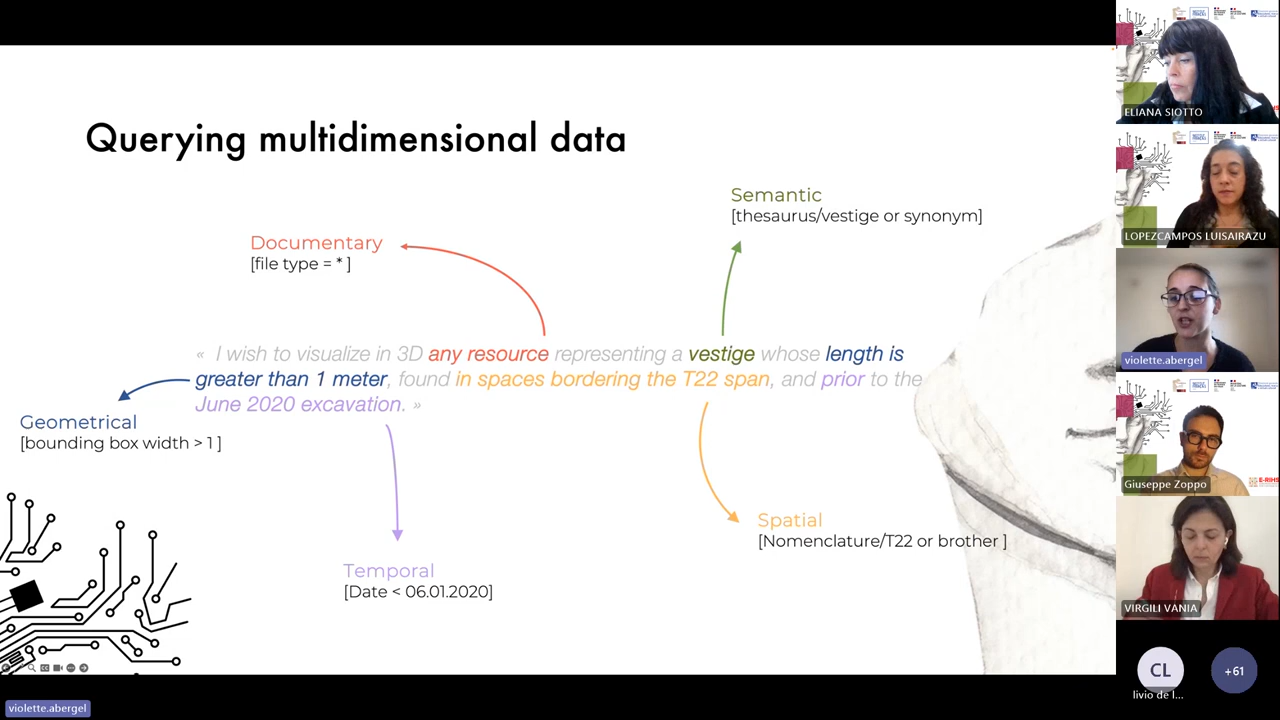 Querying multidimensional data
Semantic
[thesaurus/vestige or synonym]
Documentary
[file type = * ]
« I wish to visualize in 3D any resource representing a vestige whose length is
greater than 1 meter, found in spaces bordering the T22 span, and prior to the
June 2020 excavation. »
Geometrical
[bounding box width > 1 ]
Spatial
[Nomenclature/T22 or brother ]
Temporal
[Date < 06.01.2020]
violette.abergel
ELIANA SIOTTO
LOPEZCAMPOS LUISAIRAZU
violette.abergel
Giuseppe Zoppo
E-RIHS
VIRGILI VANIA
CL
livio de l...
+61